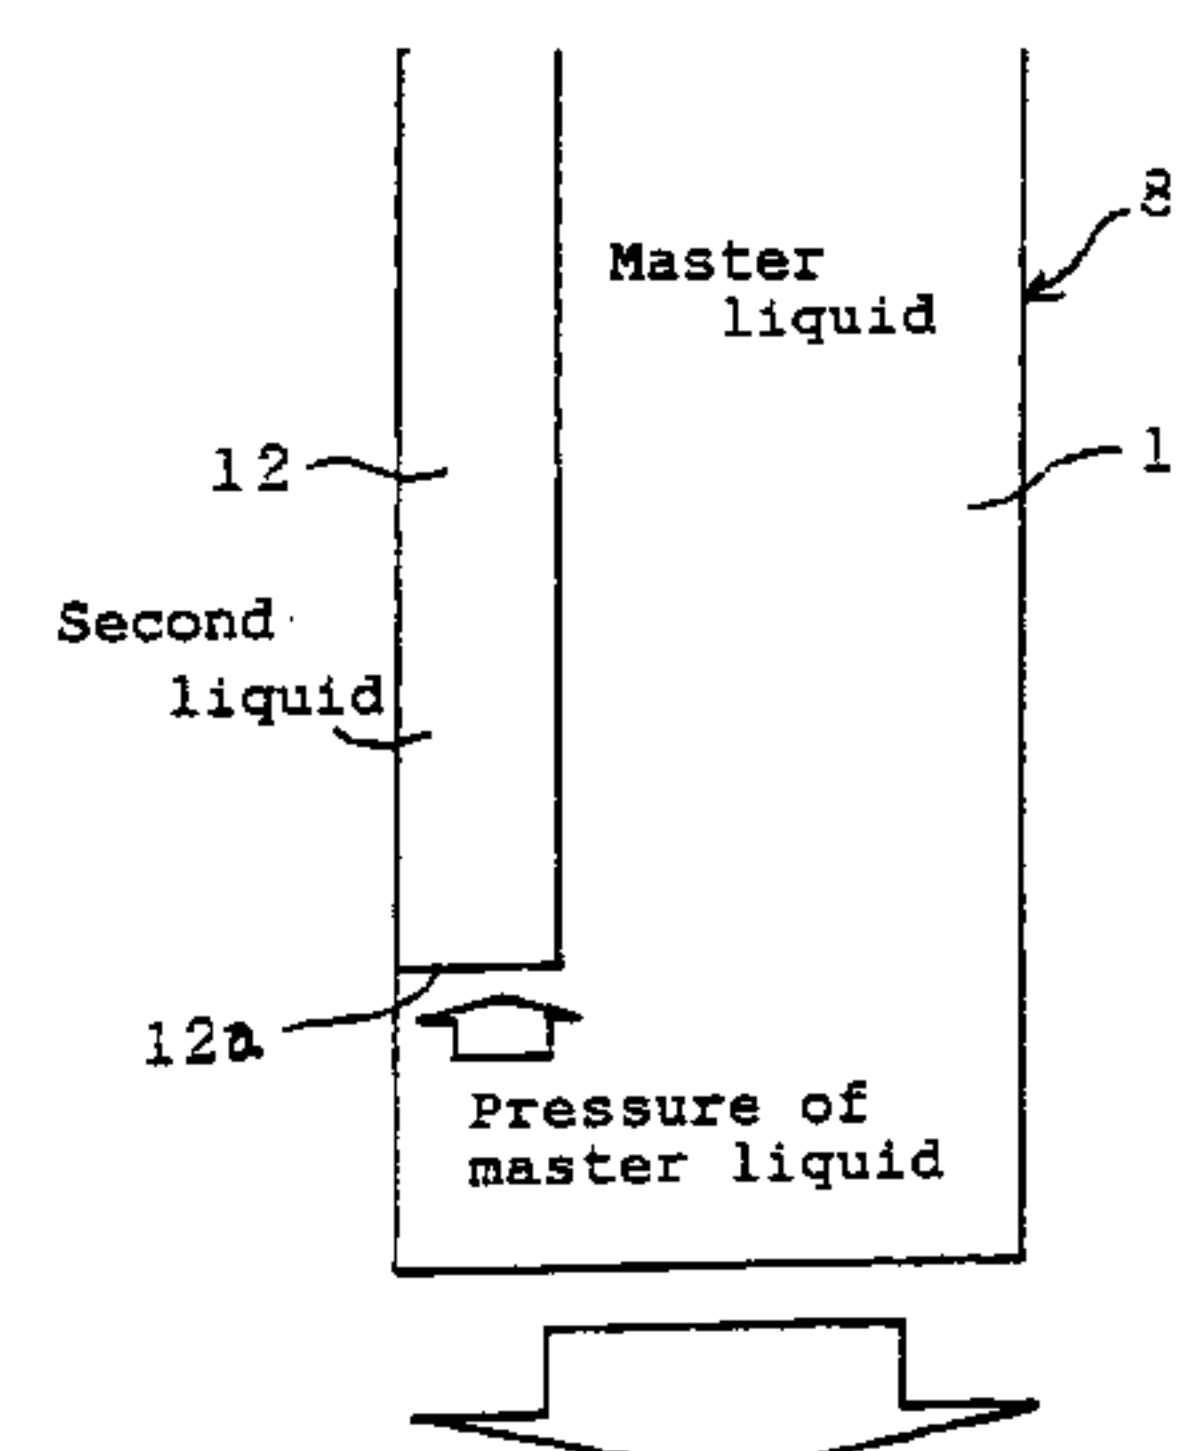 8
Master
liquid
1
12
Second
liquid
12a
Pressure of
master liquid